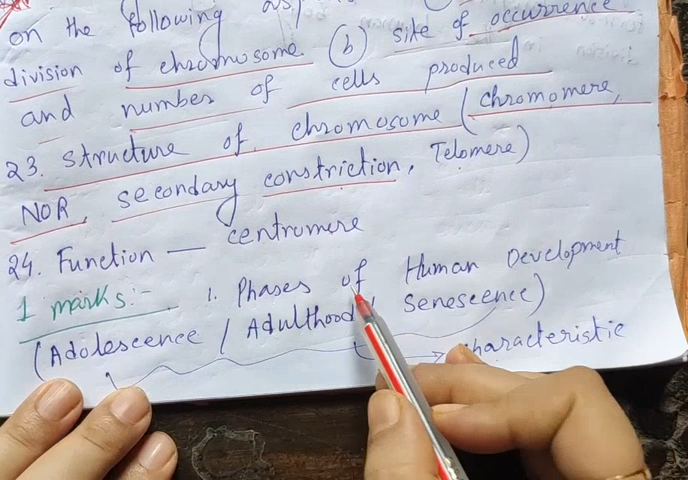 on the following
division of chromosome (b) site of occurrence
and number of cells produced
23. Structure of chromosome (chromomere,
NOR, secondary constriction, Telomere)
24. Function — centromere
1 marks:- 1. Phases of Human Development
(Adolescence / Adulthood / Senescence)
characteristic